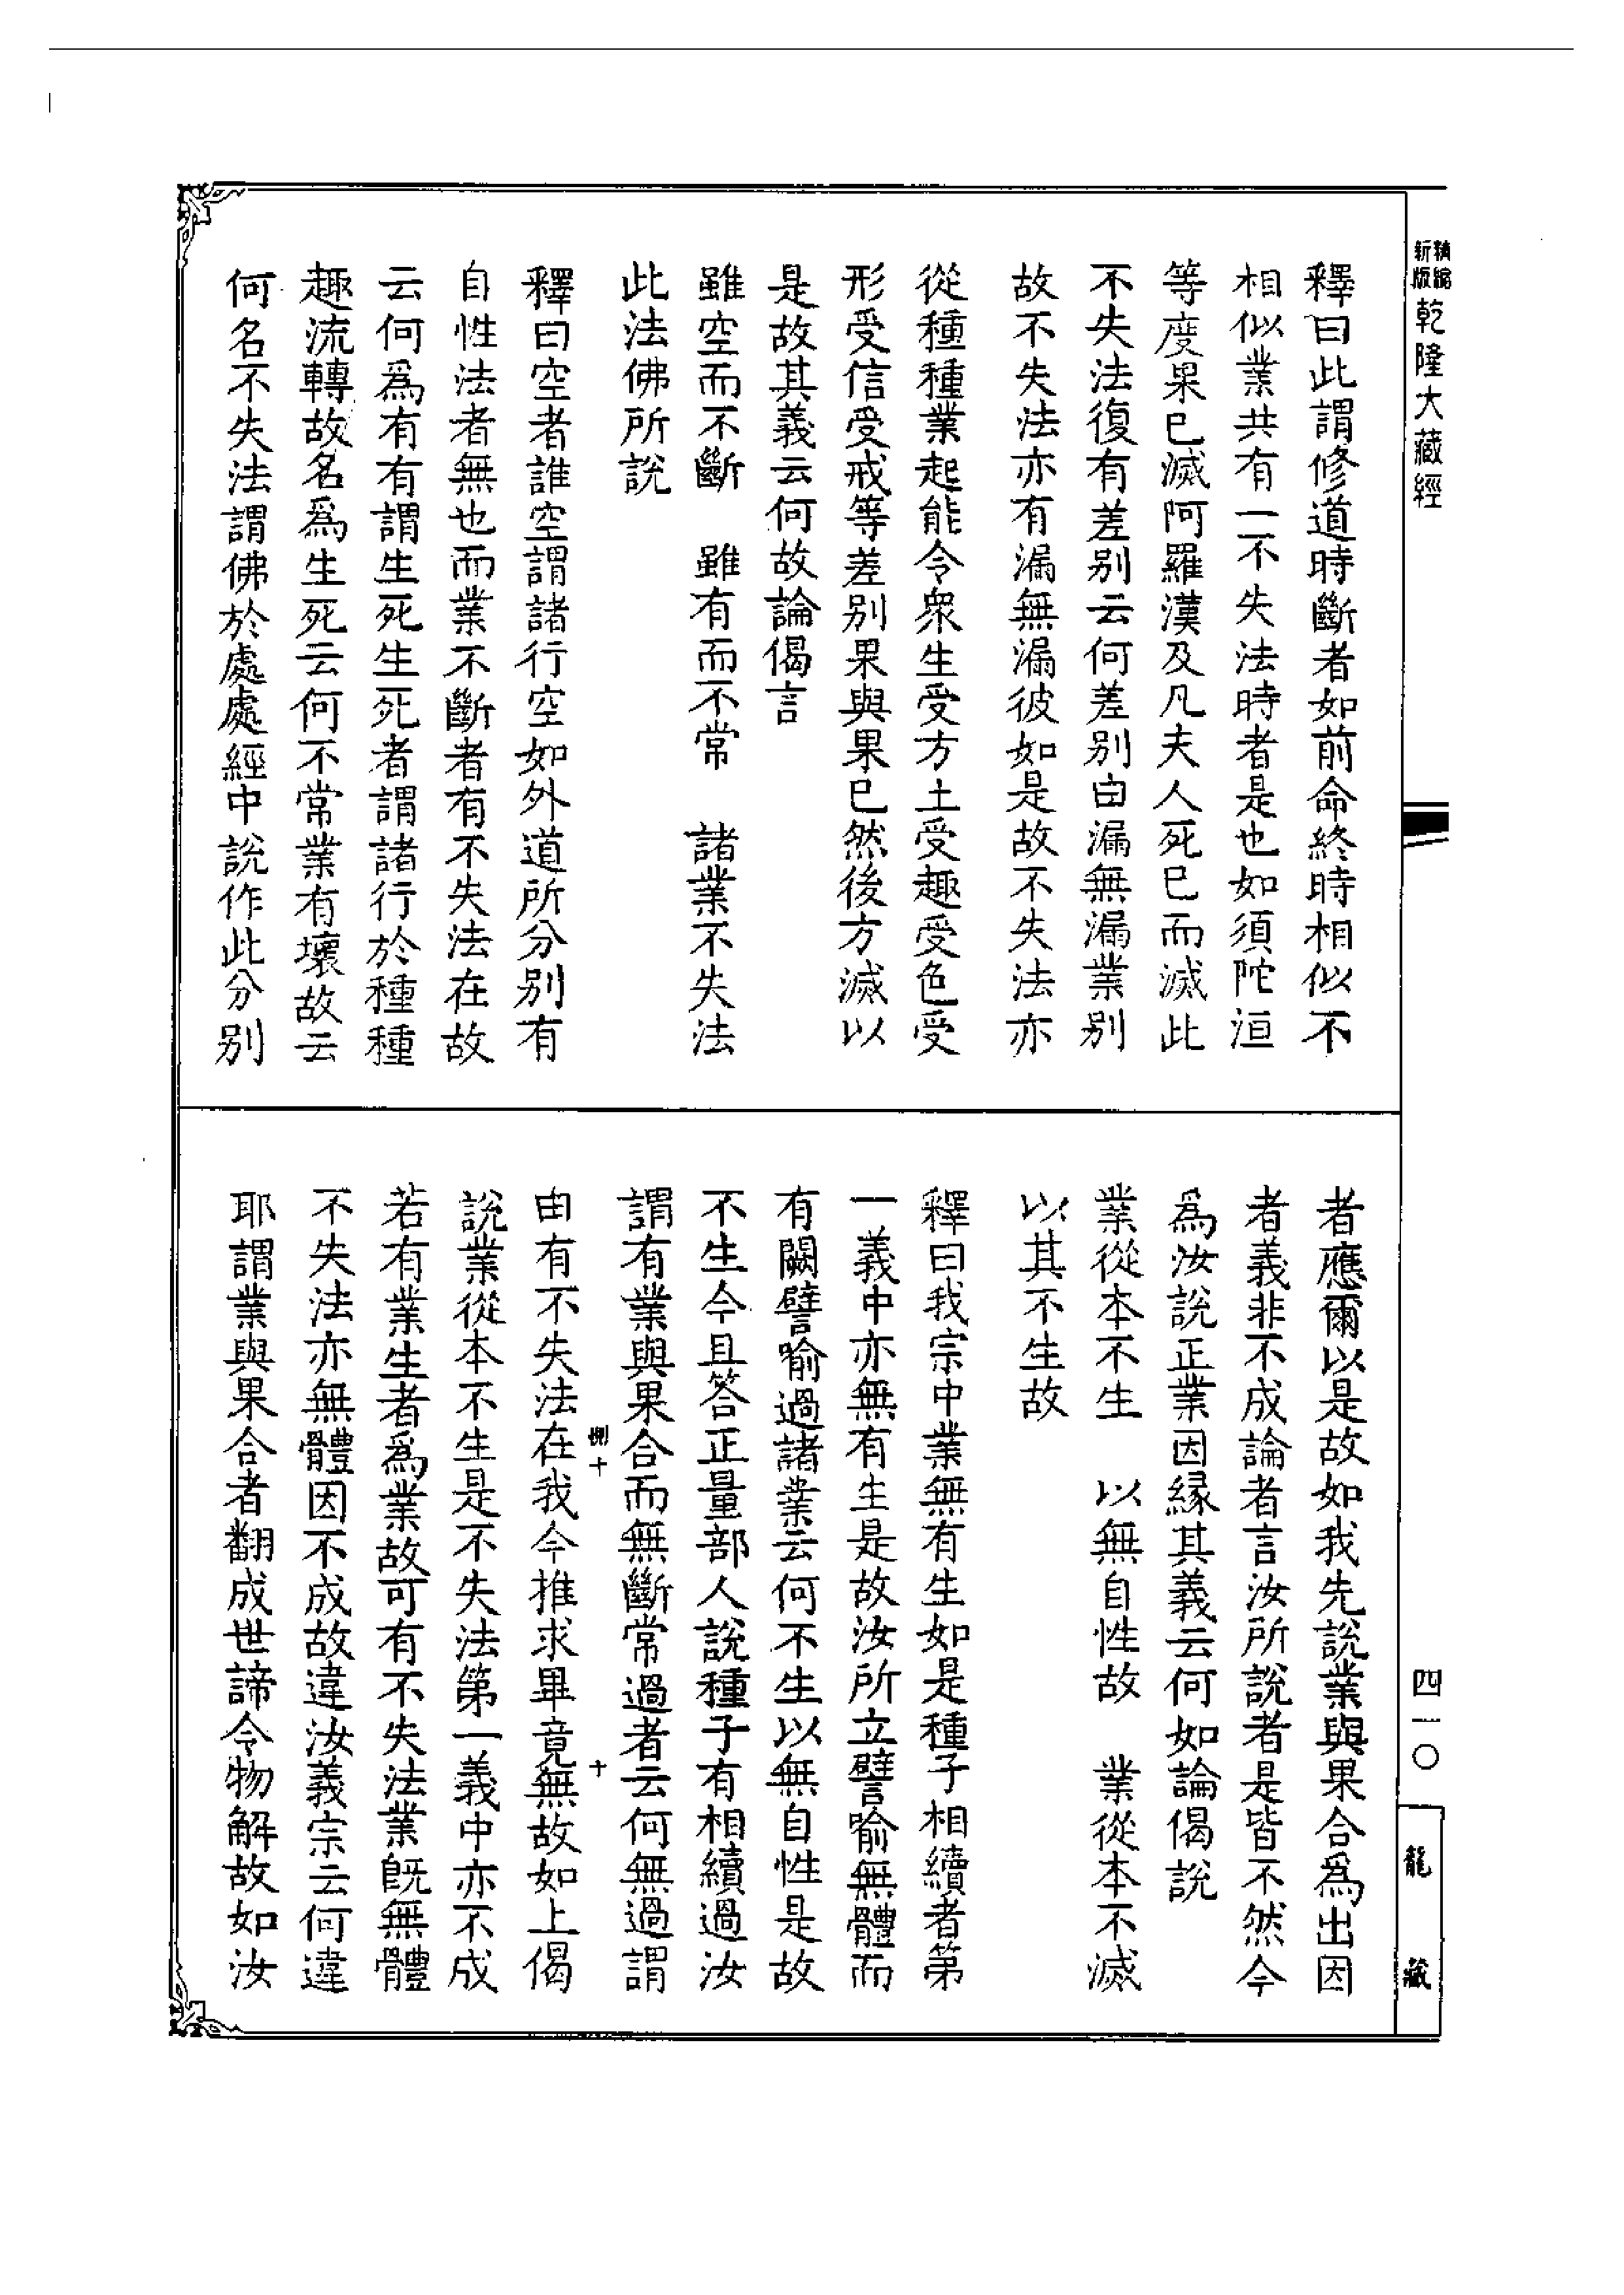 精縮新版乾隆大藏經
釋曰此謂修道時斷者如前命終時相似不
相似業共有一不失法時者是也如須陀洹
等度果已滅阿羅漢及凡夫人死已而滅此
不失法復有差別云何差別由漏無漏業別
故不失法亦有漏無漏彼如是故不失法亦
從種種業起能令衆生受方土受趣受色受
形受信受戒等差別果與果已然後方滅以
是故其義云何故論偈言
雖空而不斷　雖有而不常　諸業不失法
此法佛所說
釋曰空者誰空謂諸行空如外道所分別有
自性法者無也而業不斷者有不失法在故
云何爲有有謂生死生死者謂諸行於種種
趣流轉故名爲生死云何不常業有壞故云
何名不失法謂佛於處處經中說作此分別
者應爾以是故如我先說業與果合爲出因
者義非不成論者言汝所說者是皆不然今
爲汝說正業因緣其義云何如論偈說
業從本不生　以無自性故　業從本不滅
以其不生故
釋曰我宗中業無有生如是種子相續者第
一義中亦無有生是故汝所立譬喻無體而
有闕譬喻過諸業云何不生以無自性是故
不生今且答正量部人說種子有相續過汝
謂有業與果合而無斷常過者云何無過謂
惻十　十
由有不失法在我今推求畢竟無故如上偈
說業從本不生是不失法第一義中亦不成
若有業生者爲業故可有不失法業旣無體
不失法亦無體因不成故違汝義宗云何違
耶謂業與果合者翻成世諦令物解故如汝
四一〇
龍藏